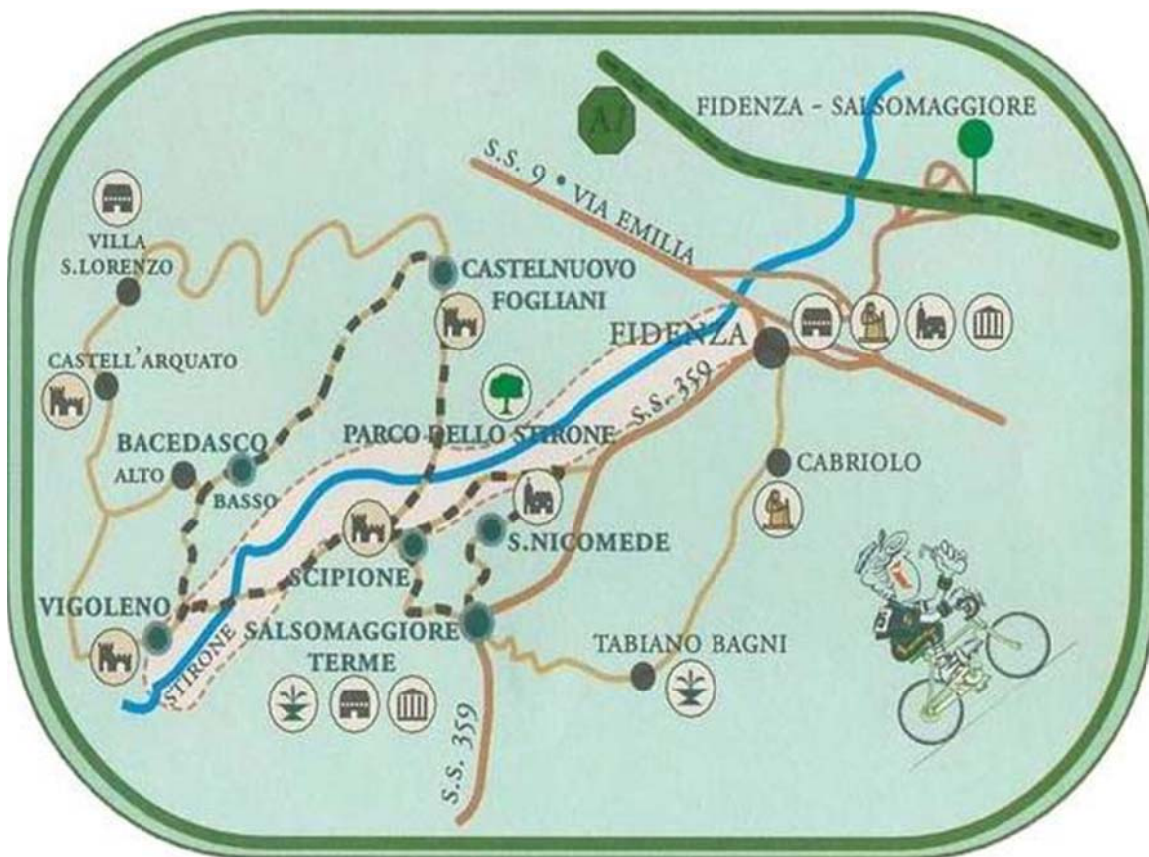 A1
FIDENZA - SALSOMAGGIORE
S.S. 9 • VIA EMILIA
VILLA
S.LORENZO
CASTELNUOVO
FOGLIANI
FIDENZA
CASTELL'ARQUATO
S.S. 359
BACEDASCO
ALTO
BASSO
PARCO DELLO STIRONE
CABRIOLO
S.NICOMEDE
SCIPIONE
VIGOLENO
STIRONE
SALSOMAGGIORE
TERME
TABIANO BAGNI
S.S. 359